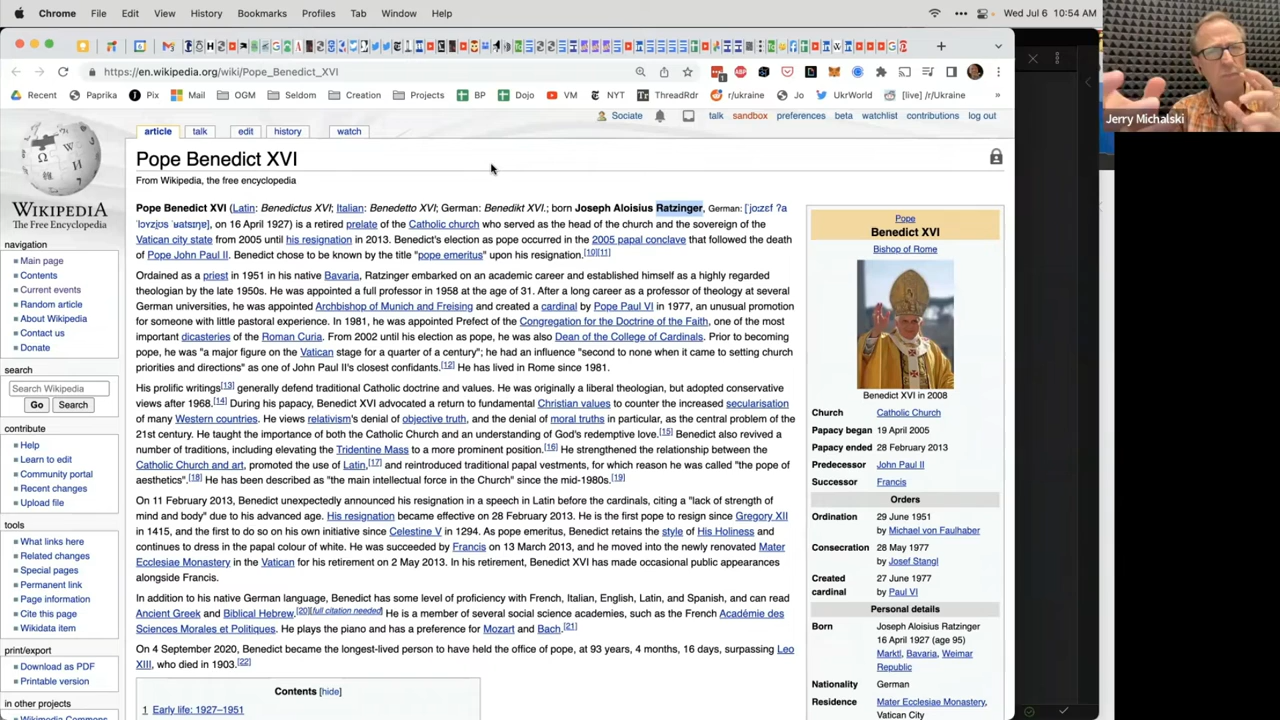 Chrome File Edit View History Bookmarks Profiles Tab Window Help
Wed Jul 6 10:54 AM
https://en.wikipedia.org/wiki/Pope_Benedict_XVI
Recent Paprika Pix Mail OGM Seldom Creation Projects BP Dojo VM NYT ThreadRdr r/ukraine Jo UkrWorld [live] /r/Ukraine »
Jerry Michalski
Sociate talk sandbox preferences beta watchlist contributions log out
article talk edit history watch
Pope Benedict XVI
From Wikipedia, the free encyclopedia
WIKIPEDIA
The Free Encyclopedia
navigation
Main page
Contents
Current events
Random article
About Wikipedia
Contact us
Donate
search
Search Wikipedia
Go Search
contribute
Help
Learn to edit
Community portal
Recent changes
Upload file
tools
What links here
Related changes
Special pages
Permanent link
Page information
Cite this page
Wikidata item
print/export
Download as PDF
Printable version
in other projects
Wikimedia Commons
Pope Benedict XVI (Latin: Benedictus XVI; Italian: Benedetto XVI; German: Benedikt XVI.; born Joseph Aloisius Ratzinger, German: [ˈjoːzɛf ʔa
ˈlɔʏzi̯ʊs ˈʁatsɪŋɐ], on 16 April 1927) is a retired prelate of the Catholic church who served as the head of the church and the sovereign of the
Vatican city state from 2005 until his resignation in 2013. Benedict's election as pope occurred in the 2005 papal conclave that followed the death
of Pope John Paul II. Benedict chose to be known by the title "pope emeritus" upon his resignation.[10][11]
Ordained as a priest in 1951 in his native Bavaria, Ratzinger embarked on an academic career and established himself as a highly regarded
theologian by the late 1950s. He was appointed a full professor in 1958 at the age of 31. After a long career as a professor of theology at several
German universities, he was appointed Archbishop of Munich and Freising and created a cardinal by Pope Paul VI in 1977, an unusual promotion
for someone with little pastoral experience. In 1981, he was appointed Prefect of the Congregation for the Doctrine of the Faith, one of the most
important dicasteries of the Roman Curia. From 2002 until his election as pope, he was also Dean of the College of Cardinals. Prior to becoming
pope, he was "a major figure on the Vatican stage for a quarter of a century"; he had an influence "second to none when it came to setting church
priorities and directions" as one of John Paul II's closest confidants.[12] He has lived in Rome since 1981.
His prolific writings[13] generally defend traditional Catholic doctrine and values. He was originally a liberal theologian, but adopted conservative
views after 1968.[14] During his papacy, Benedict XVI advocated a return to fundamental Christian values to counter the increased secularisation
of many Western countries. He views relativism's denial of objective truth, and the denial of moral truths in particular, as the central problem of the
21st century. He taught the importance of both the Catholic Church and an understanding of God's redemptive love.[15] Benedict also revived a
number of traditions, including elevating the Tridentine Mass to a more prominent position.[16] He strengthened the relationship between the
Catholic Church and art, promoted the use of Latin,[17] and reintroduced traditional papal vestments, for which reason he was called "the pope of
aesthetics".[18] He has been described as "the main intellectual force in the Church" since the mid-1980s.[19]
On 11 February 2013, Benedict unexpectedly announced his resignation in a speech in Latin before the cardinals, citing a "lack of strength of
mind and body" due to his advanced age. His resignation became effective on 28 February 2013. He is the first pope to resign since Gregory XII
in 1415, and the first to do so on his own initiative since Celestine V in 1294. As pope emeritus, Benedict retains the style of His Holiness and
continues to dress in the papal colour of white. He was succeeded by Francis on 13 March 2013, and he moved into the newly renovated Mater
Ecclesiae Monastery in the Vatican for his retirement on 2 May 2013. In his retirement, Benedict XVI has made occasional public appearances
alongside Francis.
In addition to his native German language, Benedict has some level of proficiency with French, Italian, English, Latin, and Spanish, and can read
Ancient Greek and Biblical Hebrew.[20][full citation needed] He is a member of several social science academies, such as the French Académie des
Sciences Morales et Politiques. He plays the piano and has a preference for Mozart and Bach.[21]
On 4 September 2020, Benedict became the longest-lived person to have held the office of pope, at 93 years, 4 months, 16 days, surpassing Leo
XIII, who died in 1903.[22]
Contents [hide]
1 Early life: 1927–1951
Pope
Benedict XVI
Bishop of Rome
Benedict XVI in 2008
Church Catholic Church
Papacy began 19 April 2005
Papacy ended 28 February 2013
Predecessor John Paul II
Successor Francis
Orders
Ordination 29 June 1951
by Michael von Faulhaber
Consecration 28 May 1977
by Josef Stangl
Created cardinal 27 June 1977
by Paul VI
Personal details
Born Joseph Aloisius Ratzinger
16 April 1927 (age 95)
Marktl, Bavaria, Weimar
Republic
Nationality German
Residence Mater Ecclesiae Monastery,
Vatican City